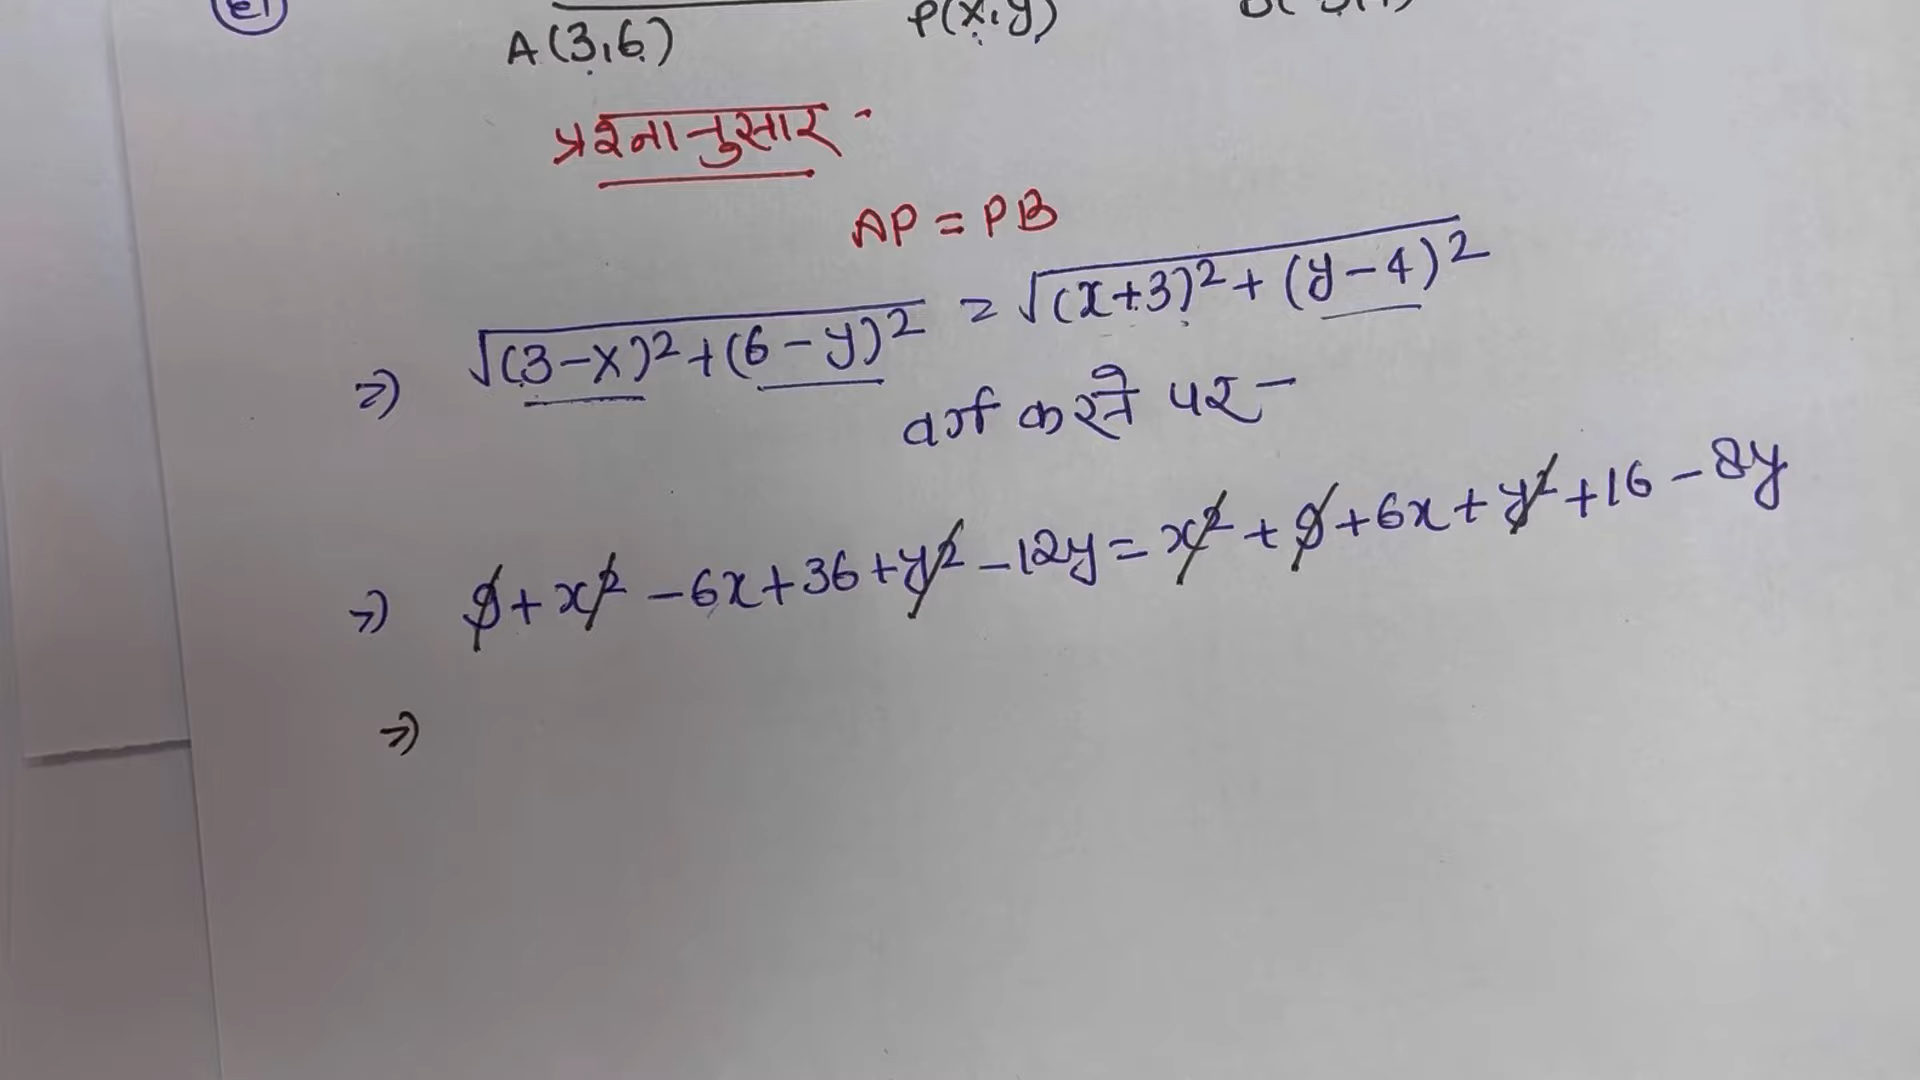 A(3,6) P(x,y)
प्रश्नानुसार -
AP = PB
⇒ √(3-x)²+(6-y)² = √(x+3)²+(y-4)²
वर्ग करने पर-
⇒ 9+x²-6x+36+y²-12y=x²+9+6x+y²+16-8y
⇒